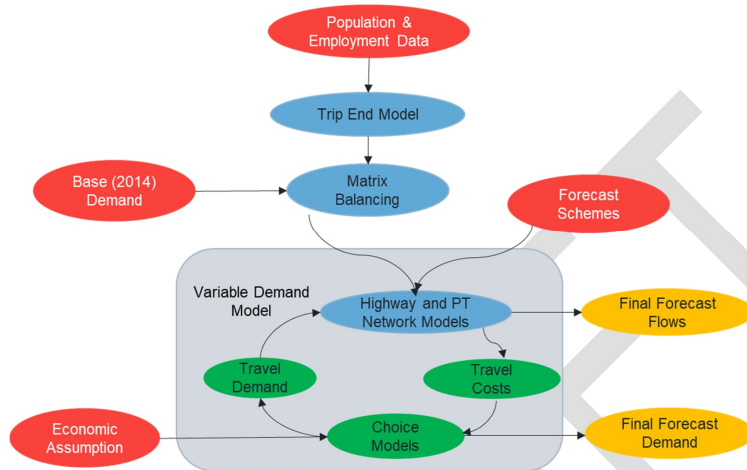 Population &
Employment Data
Trip End Model
Base (2014)
Demand
Matrix
Balancing
Forecast
Schemes
Variable Demand
Model
Highway and PT
Network Models
Final Forecast
Flows
Travel
Demand
Travel
Costs
Economic
Assumption
Choice
Models
Final Forecast
Demand